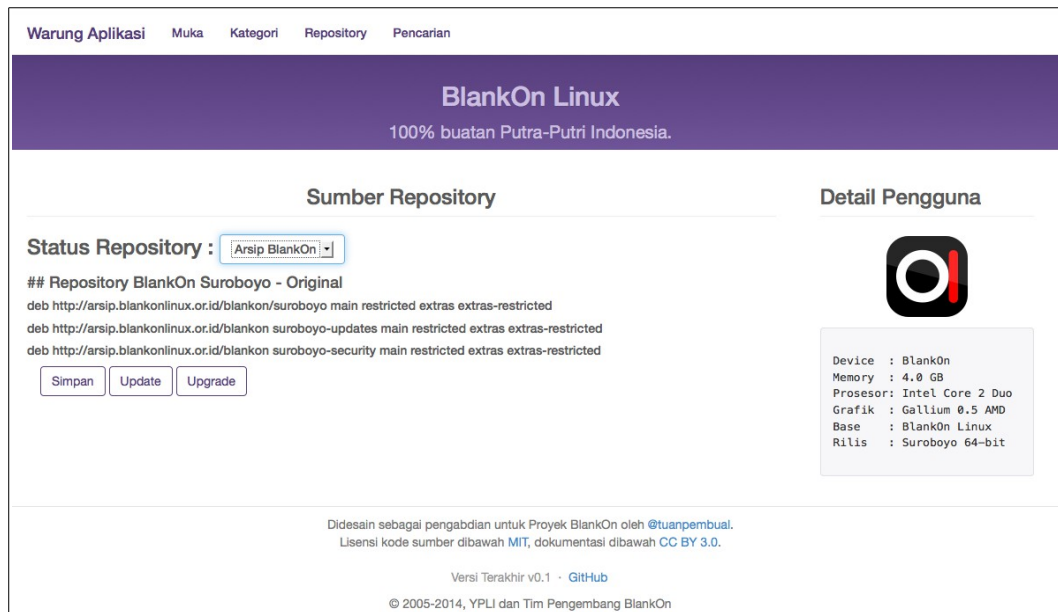 Warung Aplikasi Muka Kategori Repository Pencarian
BlankOn Linux
100% buatan Putra-Putri Indonesia.
Sumber Repository
Status Repository : Arsip BlankOn
## Repository BlankOn Suroboyo - Original
deb http://arsip.blankonlinux.or.id/blankon/suroboyo main restricted extras extras-restricted
deb http://arsip.blankonlinux.or.id/blankon suroboyo-updates main restricted extras extras-restricted
deb http://arsip.blankonlinux.or.id/blankon suroboyo-security main restricted extras extras-restricted
Simpan Update Upgrade
Detail Pengguna
Device : BlankOn
Memory : 4.0 GB
Prosesor: Intel Core 2 Duo
Grafik : Gallium 0.5 AMD
Base : BlankOn Linux
Rilis : Suroboyo 64-bit
Didesain sebagai pengabdian untuk Proyek BlankOn oleh @tuanpembual.
Lisensi kode sumber dibawah MIT, dokumentasi dibawah CC BY 3.0.
Versi Terakhir v0.1 · GitHub
© 2005-2014, YPLI dan Tim Pengembang BlankOn